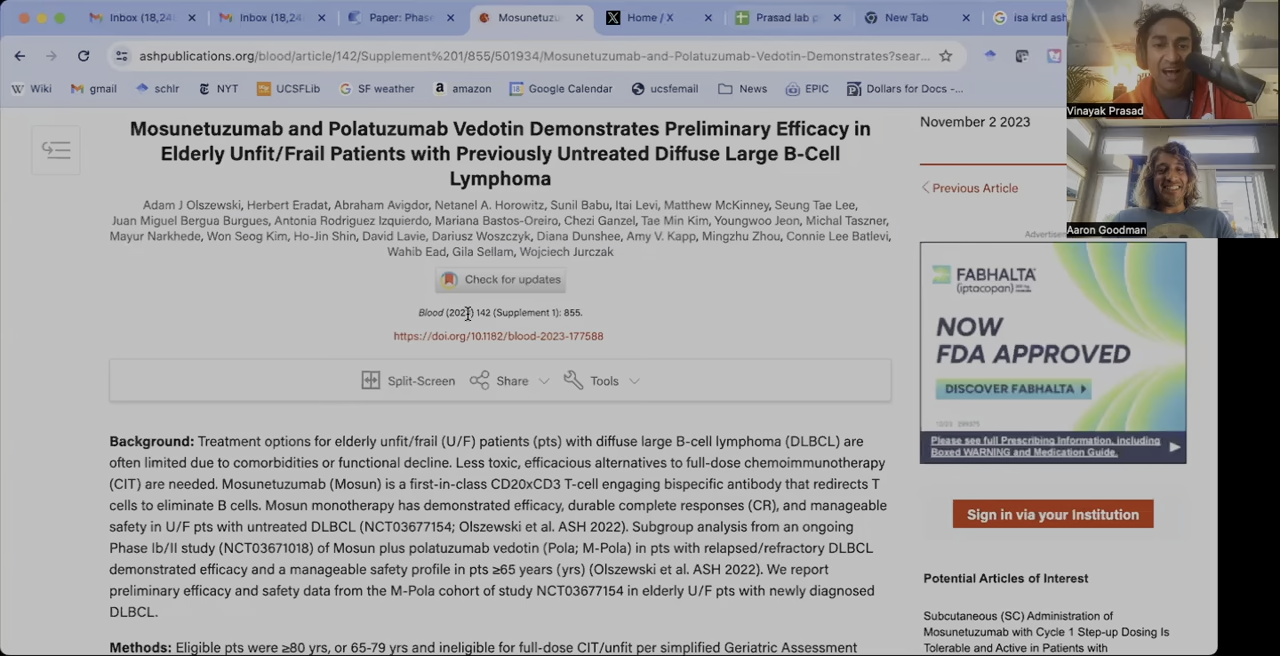 Inbox (18,24
Inbox (18,24
Paper: Phase
Mosunetuzu
Home / X
Prasad lab p
New Tab
isa krd ash
ashpublications.org/blood/article/142/Supplement%201/855/501934/Mosunetuzumab-and-Polatuzumab-Vedotin-Demonstrates?sear...
Wiki
gmail
schlr
NYT
UCSFLib
SF weather
amazon
Google Calendar
ucsfemail
News
EPIC
Dollars for Docs -...
Vinayak Prasad
Aaron Goodman
Mosunetuzumab and Polatuzumab Vedotin Demonstrates Preliminary Efficacy in
Elderly Unfit/Frail Patients with Previously Untreated Diffuse Large B-Cell
Lymphoma
Adam J Olszewski, Herbert Eradat, Abraham Avigdor, Netanel A. Horowitz, Sunil Babu, Itai Levi, Matthew McKinney, Seung Tae Lee,
Juan Miguel Bergua Burgues, Antonia Rodriguez Izquierdo, Mariana Bastos-Oreiro, Chezi Ganzel, Tae Min Kim, Youngwoo Jeon, Michal Taszner,
Mayur Narkhede, Won Seog Kim, Ho-Jin Shin, David Lavie, Dariusz Woszczyk, Diana Dunshee, Amy V. Kapp, Mingzhu Zhou, Connie Lee Batlevi,
Wahib Ead, Gila Sellam, Wojciech Jurczak
Check for updates
Blood 142 (Supplement 1): 855.
https://doi.org/10.1182/blood-2023-177588
Split-Screen
Share
Tools
Background: Treatment options for elderly unfit/frail (U/F) patients (pts) with diffuse large B-cell lymphoma (DLBCL) are
often limited due to comorbidities or functional decline. Less toxic, efficacious alternatives to full-dose chemoimmunotherapy
(CIT) are needed. Mosunetuzumab (Mosun) is a first-in-class CD20xCD3 T-cell engaging bispecific antibody that redirects T
cells to eliminate B cells. Mosun monotherapy has demonstrated efficacy, durable complete responses (CR), and manageable
safety in U/F pts with untreated DLBCL (NCT03677154; Olszewski et al. ASH 2022). Subgroup analysis from an ongoing
Phase Ib/II study (NCT03671018) of Mosun plus polatuzumab vedotin (Pola; M-Pola) in pts with relapsed/refractory DLBCL
demonstrated efficacy and a manageable safety profile in pts ≥65 years (yrs) (Olszewski et al. ASH 2022). We report
preliminary efficacy and safety data from the M-Pola cohort of study NCT03677154 in elderly U/F pts with newly diagnosed
DLBCL.
Methods: Eligible pts were ≥80 yrs, or 65-79 yrs and ineligible for full-dose CIT/unfit per simplified Geriatric Assessment
November 2 2023
Previous Article
FABHALTA
(iptacopan)
NOW
FDA APPROVED
DISCOVER FABHALTA
Please see full Prescribing Information, including
Boxed WARNING and Medication Guide.
Sign in via your Institution
Potential Articles of Interest
Subcutaneous (SC) Administration of
Mosunetuzumab with Cycle 1 Step-up Dosing Is
Tolerable and Active in Patients with